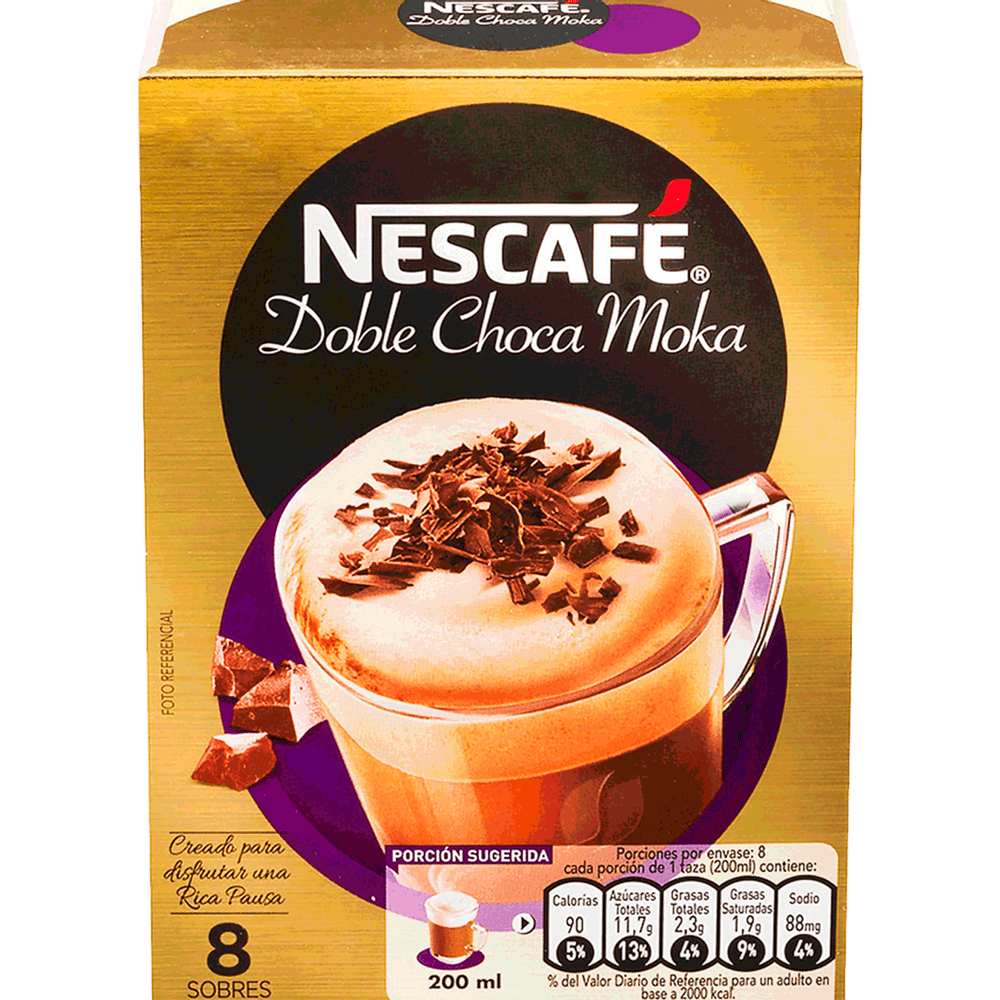 NESCAFÉ®
Doble Choca Moka
NESCAFÉ®
Doble Choca Moka
FOTO REFERENCIAL
Creado para
disfrutar una
Rica Pausa
8
SOBRES
PORCIÓN SUGERIDA
200 ml
Porciones por envase: 8
cada porción de 1 taza (200ml) contiene:
Calorías
90
5%
Azúcares
Totales
11,7g
13%
Grasas
Totales
2,3g
4%
Grasas
Saturadas
1,9g
9%
Sodio
88mg
4%
% del Valor Diario de Referencia para un adulto en
base a 2000 kcal.